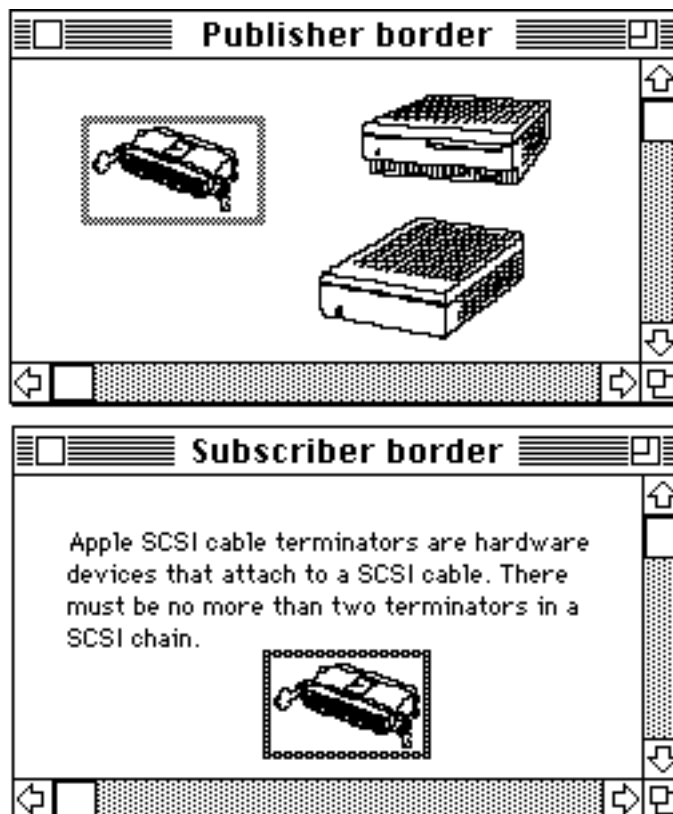 Publisher border
Subscriber border
Apple SCSI cable terminators are hardware
devices that attach to a SCSI cable. There
must be no more than two terminators in a
SCSI chain.